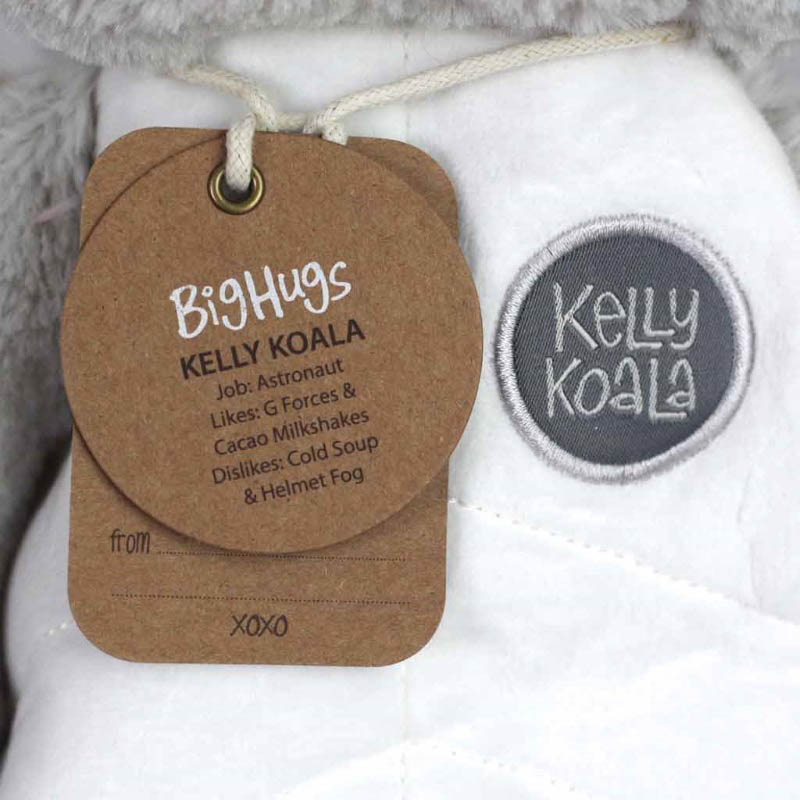 BigHugs
KELLY KOALA
Job: Astronaut
Likes: G Forces &
Cacao Milkshakes
Dislikes: Cold Soup
& Helmet Fog
from
xoxo
Kelly
Koala